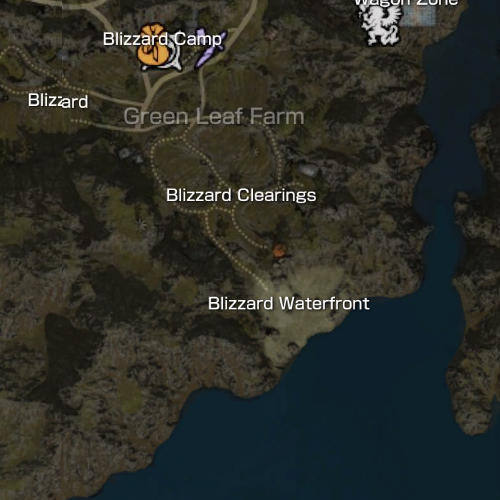 Wagon Zone
Blizzard Camp
Blizzard
Green Leaf Farm
Blizzard Clearings
Blizzard Waterfront